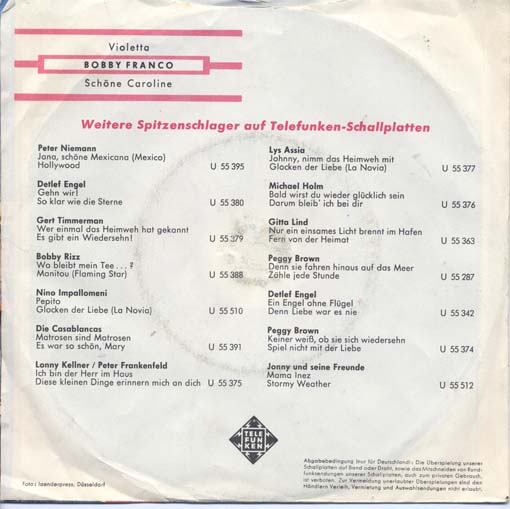 Violetta
BOBBY FRANCO
Schöne Caroline
Weitere Spitzenschlager auf Telefunken-Schallplatten
Peter Niemann
Jana, schöne Mexicana (Mexico)
Hollywood U 55 395
Detlef Engel
Gehn wir!
So klar wie die Sterne U 55 380
Gert Timmerman
Wer einmal das Heimweh hat gekannt
Es gibt ein Wiedersehn! U 55 379
Bobby Rizz
Wo bleibt mein Tee . . . ?
Manitou (Flaming Star) U 55 388
Nino Impallomeni
Pepito
Glocken der Liebe (La Novia) U 55 510
Die Casablancas
Matrosen sind Matrosen
Es war so schön, Mary U 55 391
Lonny Kellner / Peter Frankenfeld
Ich bin der Herr im Haus
Diese kleinen Dinge erinnern mich an dich U 55 375
Lys Assia
Johnny, nimm das Heimweh mit
Glocken der Liebe (La Novia) U 55 377
Michael Holm
Bald wirst du wieder glücklich sein
Darum bleib' ich bei dir U 55 376
Gitta Lind
Nur ein einsames Licht brennt im Hafen
Fern von der Heimat U 55 363
Peggy Brown
Denn sie fahren hinaus auf das Meer
Zähle jede Stunde U 55 287
Detlef Engel
Ein Engel ohne Flügel
Denn Liebe war es nie U 55 342
Peggy Brown
Keiner weiß, ob sie sich wiedersehn
Spiel nicht mit der Liebe U 55 374
Jonny und seine Freunde
Mama Inez
Stormy Weather U 55 512
TELE
FUN
KEN
Foto: laenderpress, Düsseldorf
Abgabebedingung (nur für Deutschland): Die Überspielung unserer
Schallplatten auf Band oder Draht, sowie das Mitschneiden von Rund-
funksendungen unserer Schallplatten, auch zum privaten Gebrauch,
ist verboten. Zur Vermeidung unerlaubter Überspielungen sind den
Händlern Verleih, Vermietung und Auswahlsendungen nicht erlaubt.